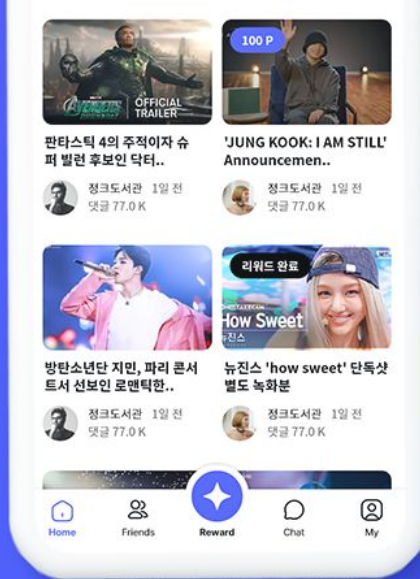 AVENGERS
OFFICIAL
TRAILER
100 P
판타스틱 4의 주적이자 슈
퍼 빌런 후보인 닥터..
'JUNG KOOK: I AM STILL'
Announcemen..
정크도서관 1일 전
댓글 77.0 K
정크도서관 1일 전
댓글 77.0 K
리워드 완료
How Sweet
뉴진스
방탄소년단 지민, 파리 콘서
트서 선보인 로맨틱한..
뉴진스 'how sweet' 단독샷
별도 녹화분
정크도서관 1일 전
댓글 77.0 K
정크도서관 1일 전
댓글 77.0 K
Home
Friends
Reward
Chat
My